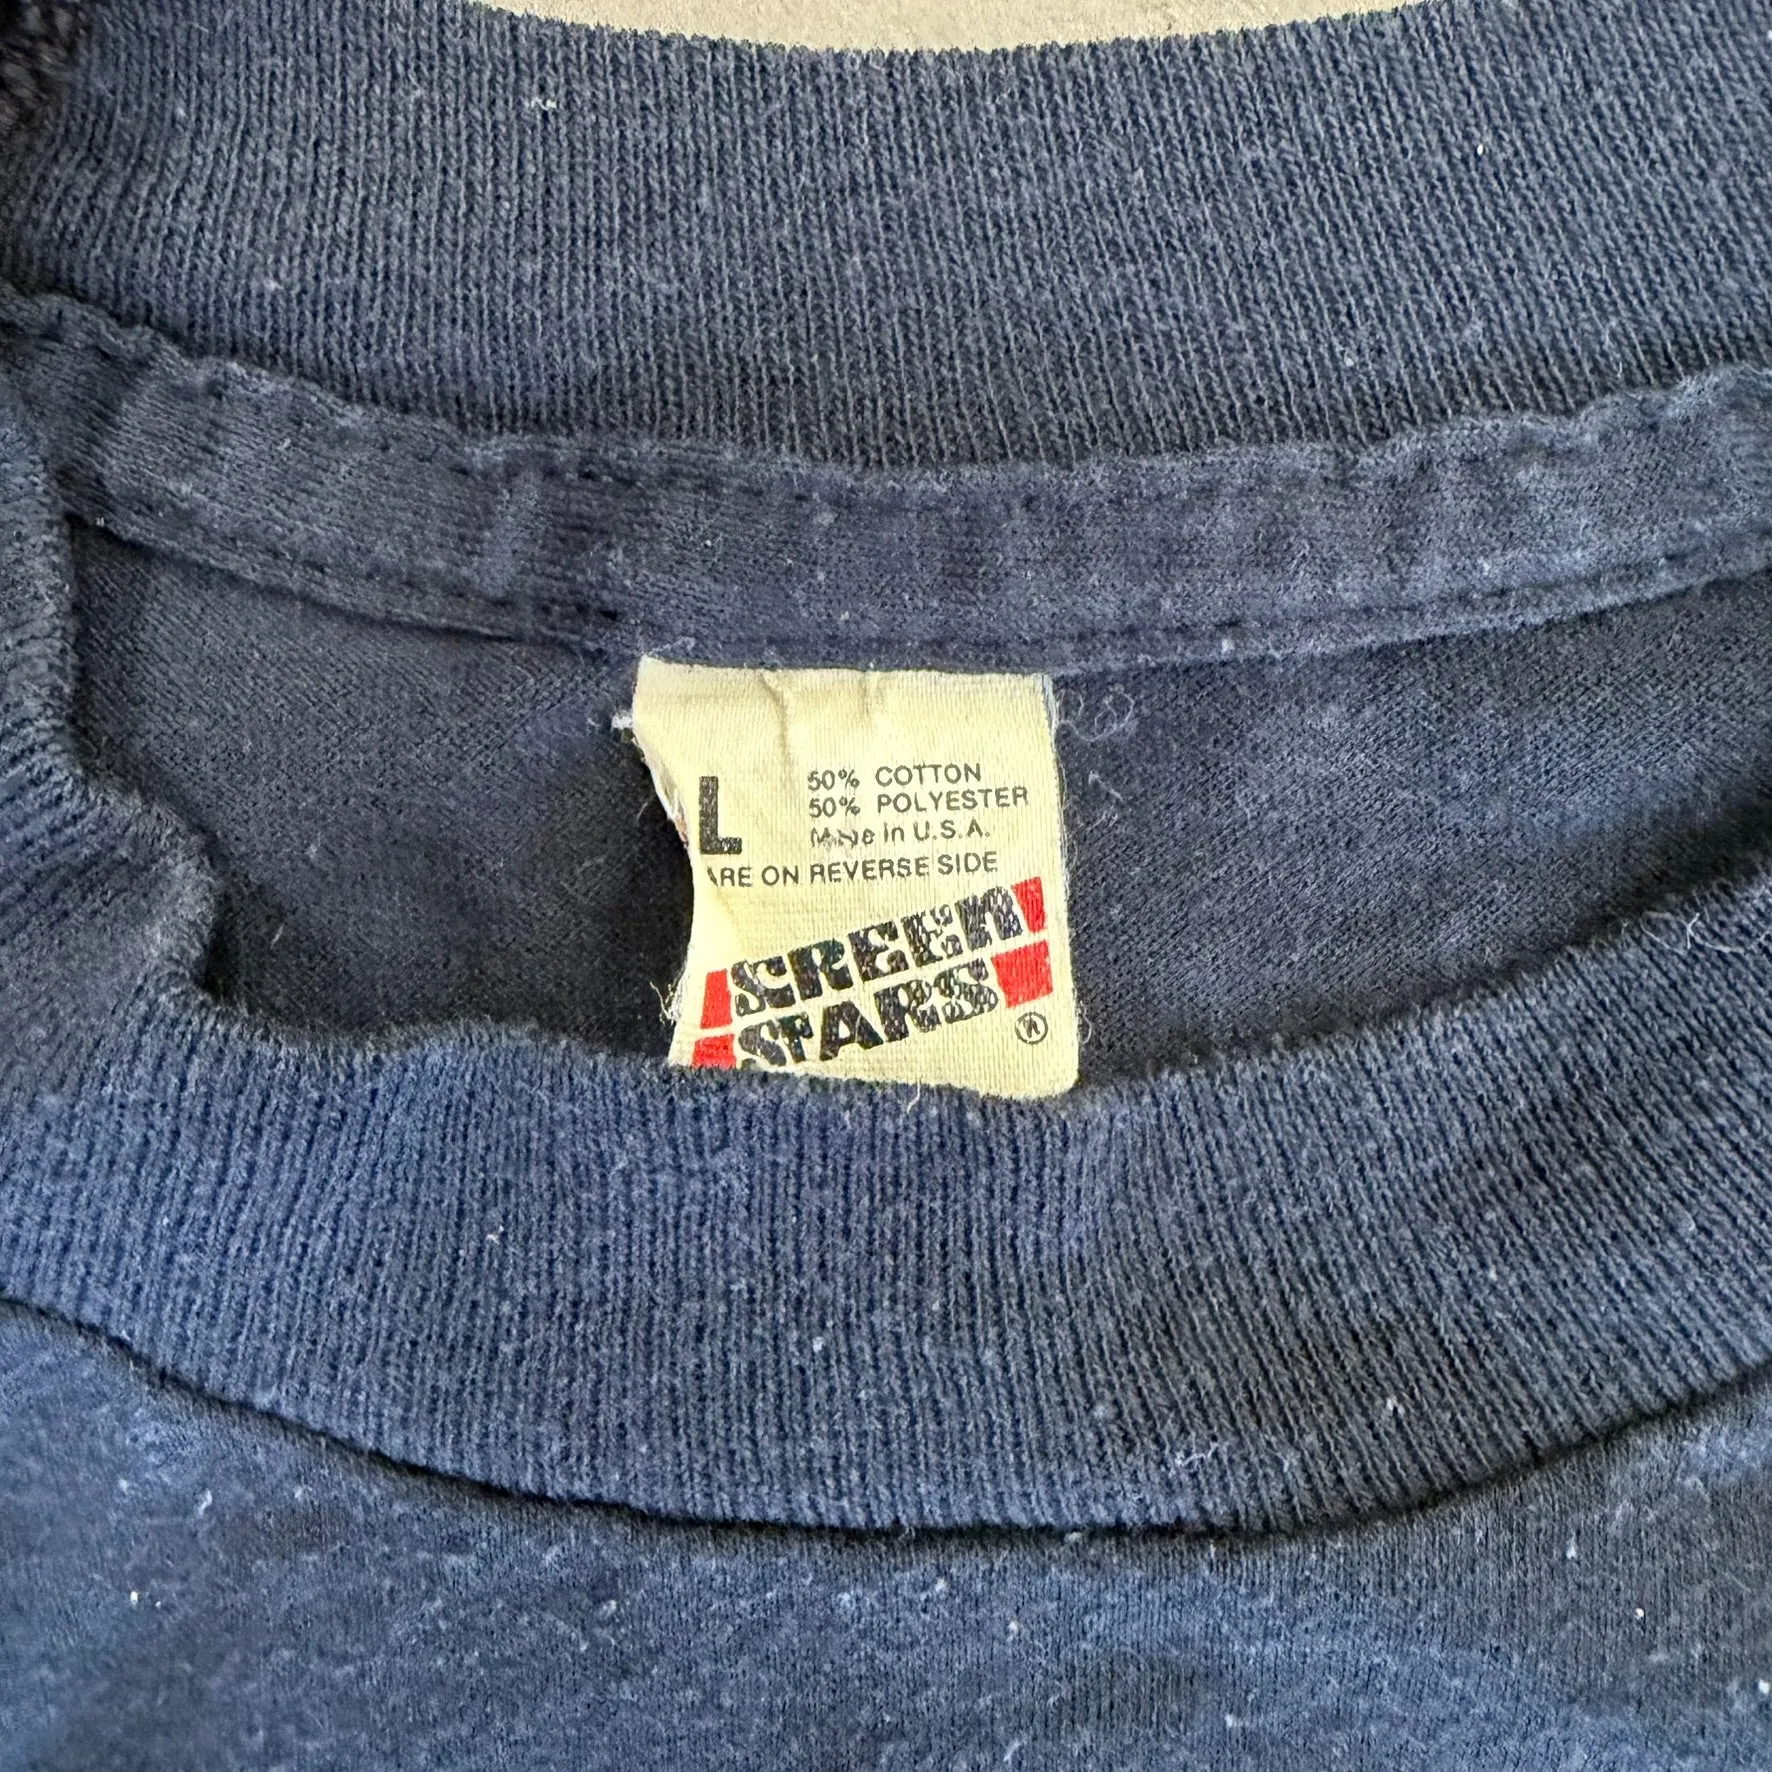 L
50% COTTON
50% POLYESTER
Made in U.S.A.
ARE ON REVERSE SIDE
SCREEN
STARS
®